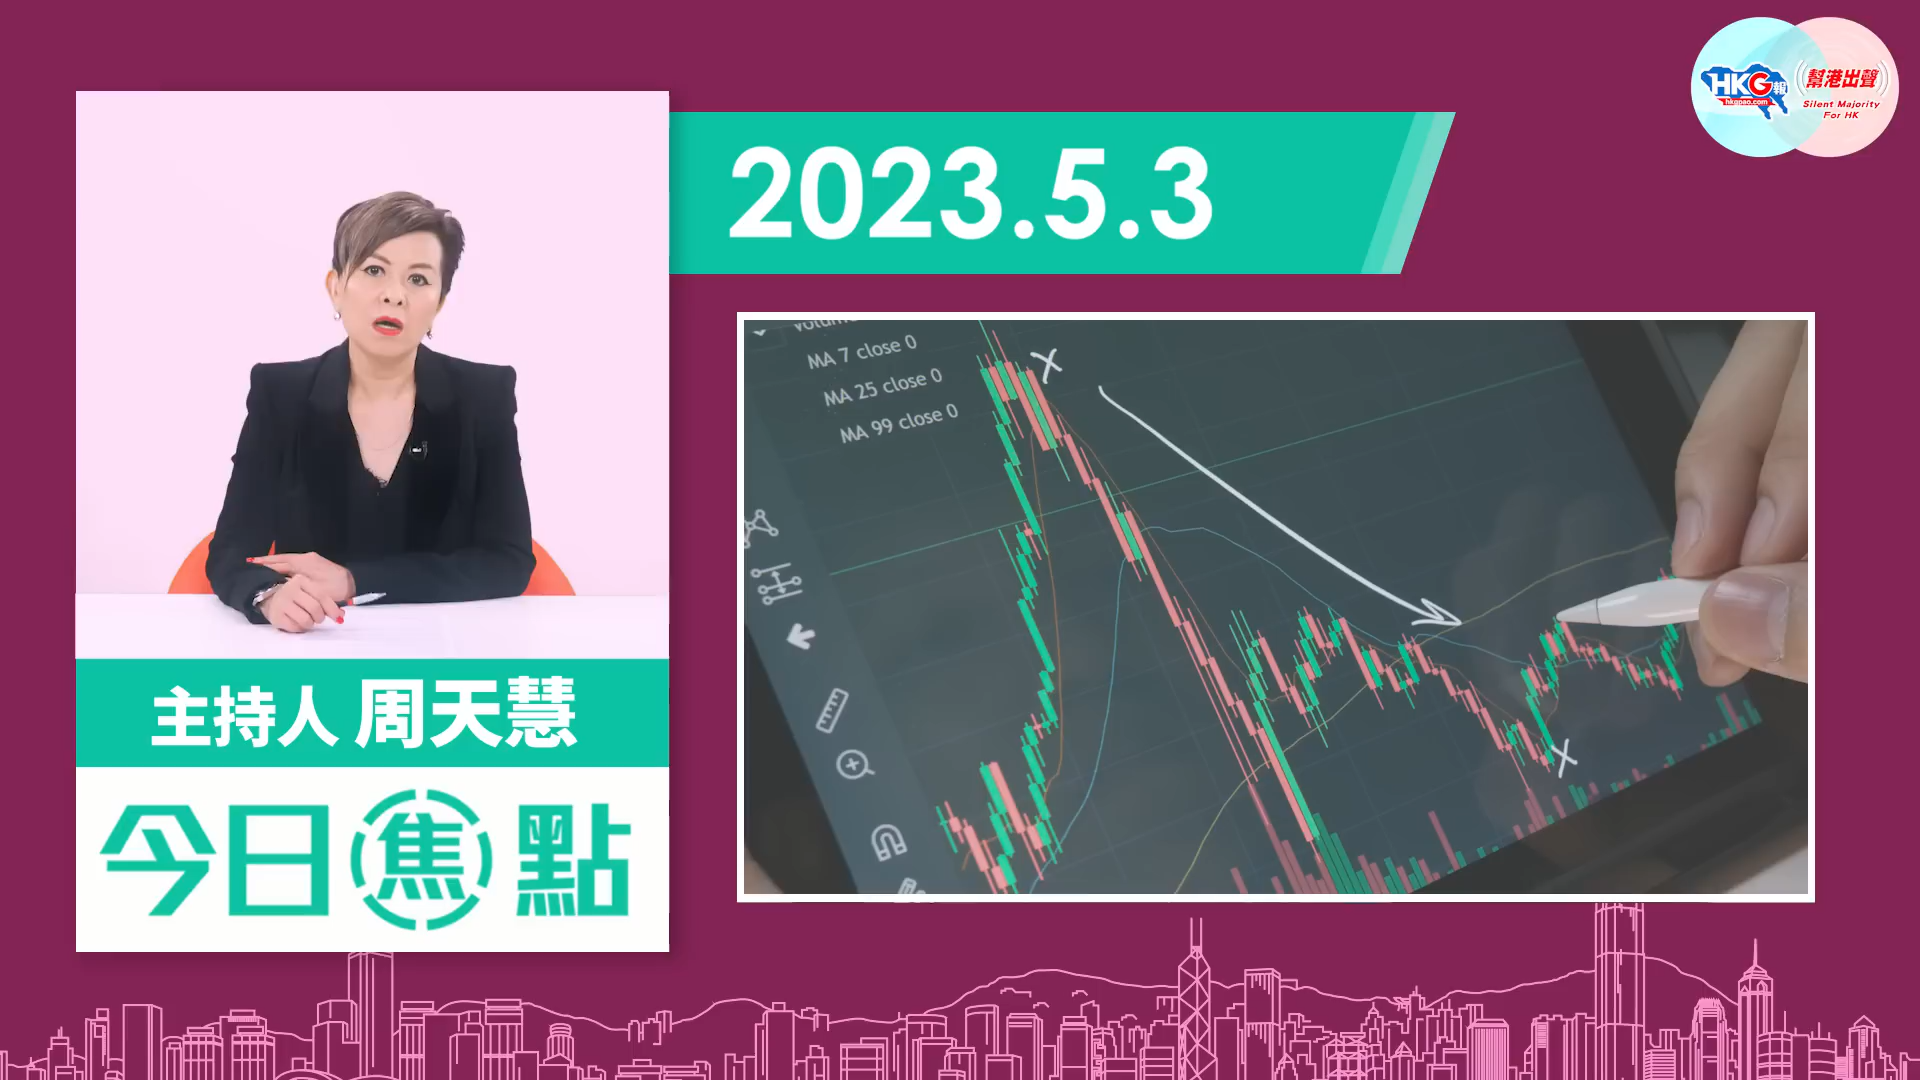 2023.5.3
HKG報
hkgpao.com
幫港出聲
Silent Majority
For HK
MA 7 close 0
MA 25 close 0
MA 99 close 0
主持人 周天慧
今日焦點